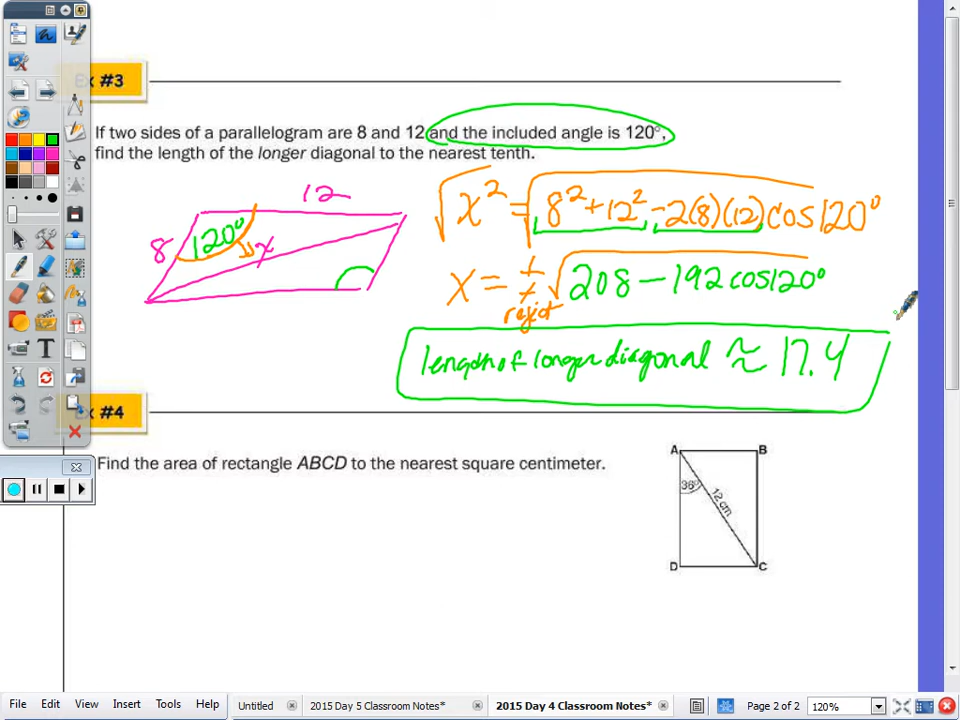 Ex #3
If two sides of a parallelogram are 8 and 12 and the included angle is 120°,
find the length of the longer diagonal to the nearest tenth.
12
8
120°
x
√x² = √8² + 12² - 2(8)(12)cos120°
x = ± √208 - 192 cos120°
reject
length of longer diagonal ≈ 17.4
Ex #4
Find the area of rectangle ABCD to the nearest square centimeter.
A B
36°
12 cm
D C
File Edit View Insert Tools Help Untitled 2015 Day 5 Classroom Notes* 2015 Day 4 Classroom Notes* Page 2 of 2 120%